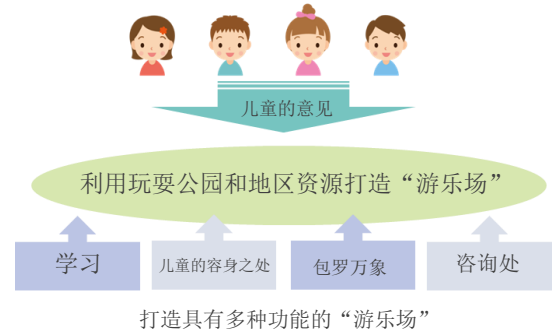 儿童的意见
利用玩耍公园和地区资源打造“游乐场”
学习
儿童的容身之处
包罗万象
咨询处
打造具有多种功能的“游乐场”